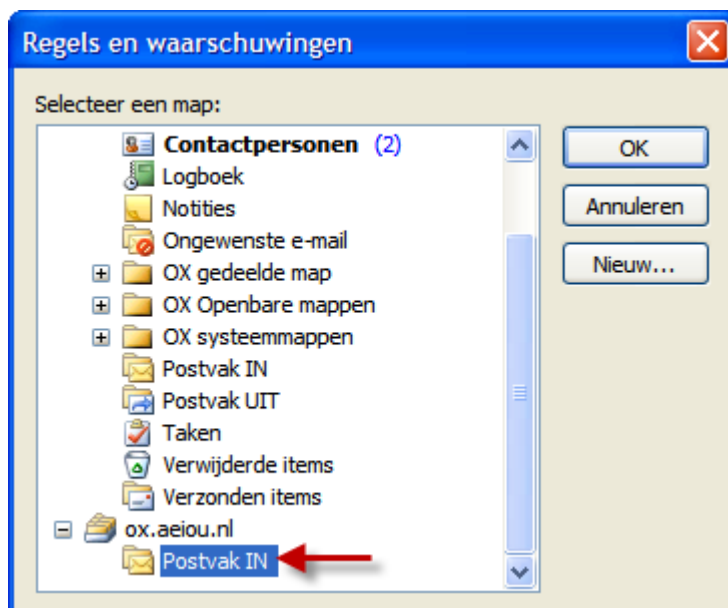 Regels en waarschuwingen
Selecteer een map:
Contactpersonen (2)
Logboek
Notities
Ongewenste e-mail
OX gedeelde map
OX Openbare mappen
OX systeemmappen
Postvak IN
Postvak UIT
Taken
Verwijderde items
Verzonden items
ox.aeiou.nl
Postvak IN
OK
Annuleren
Nieuw...